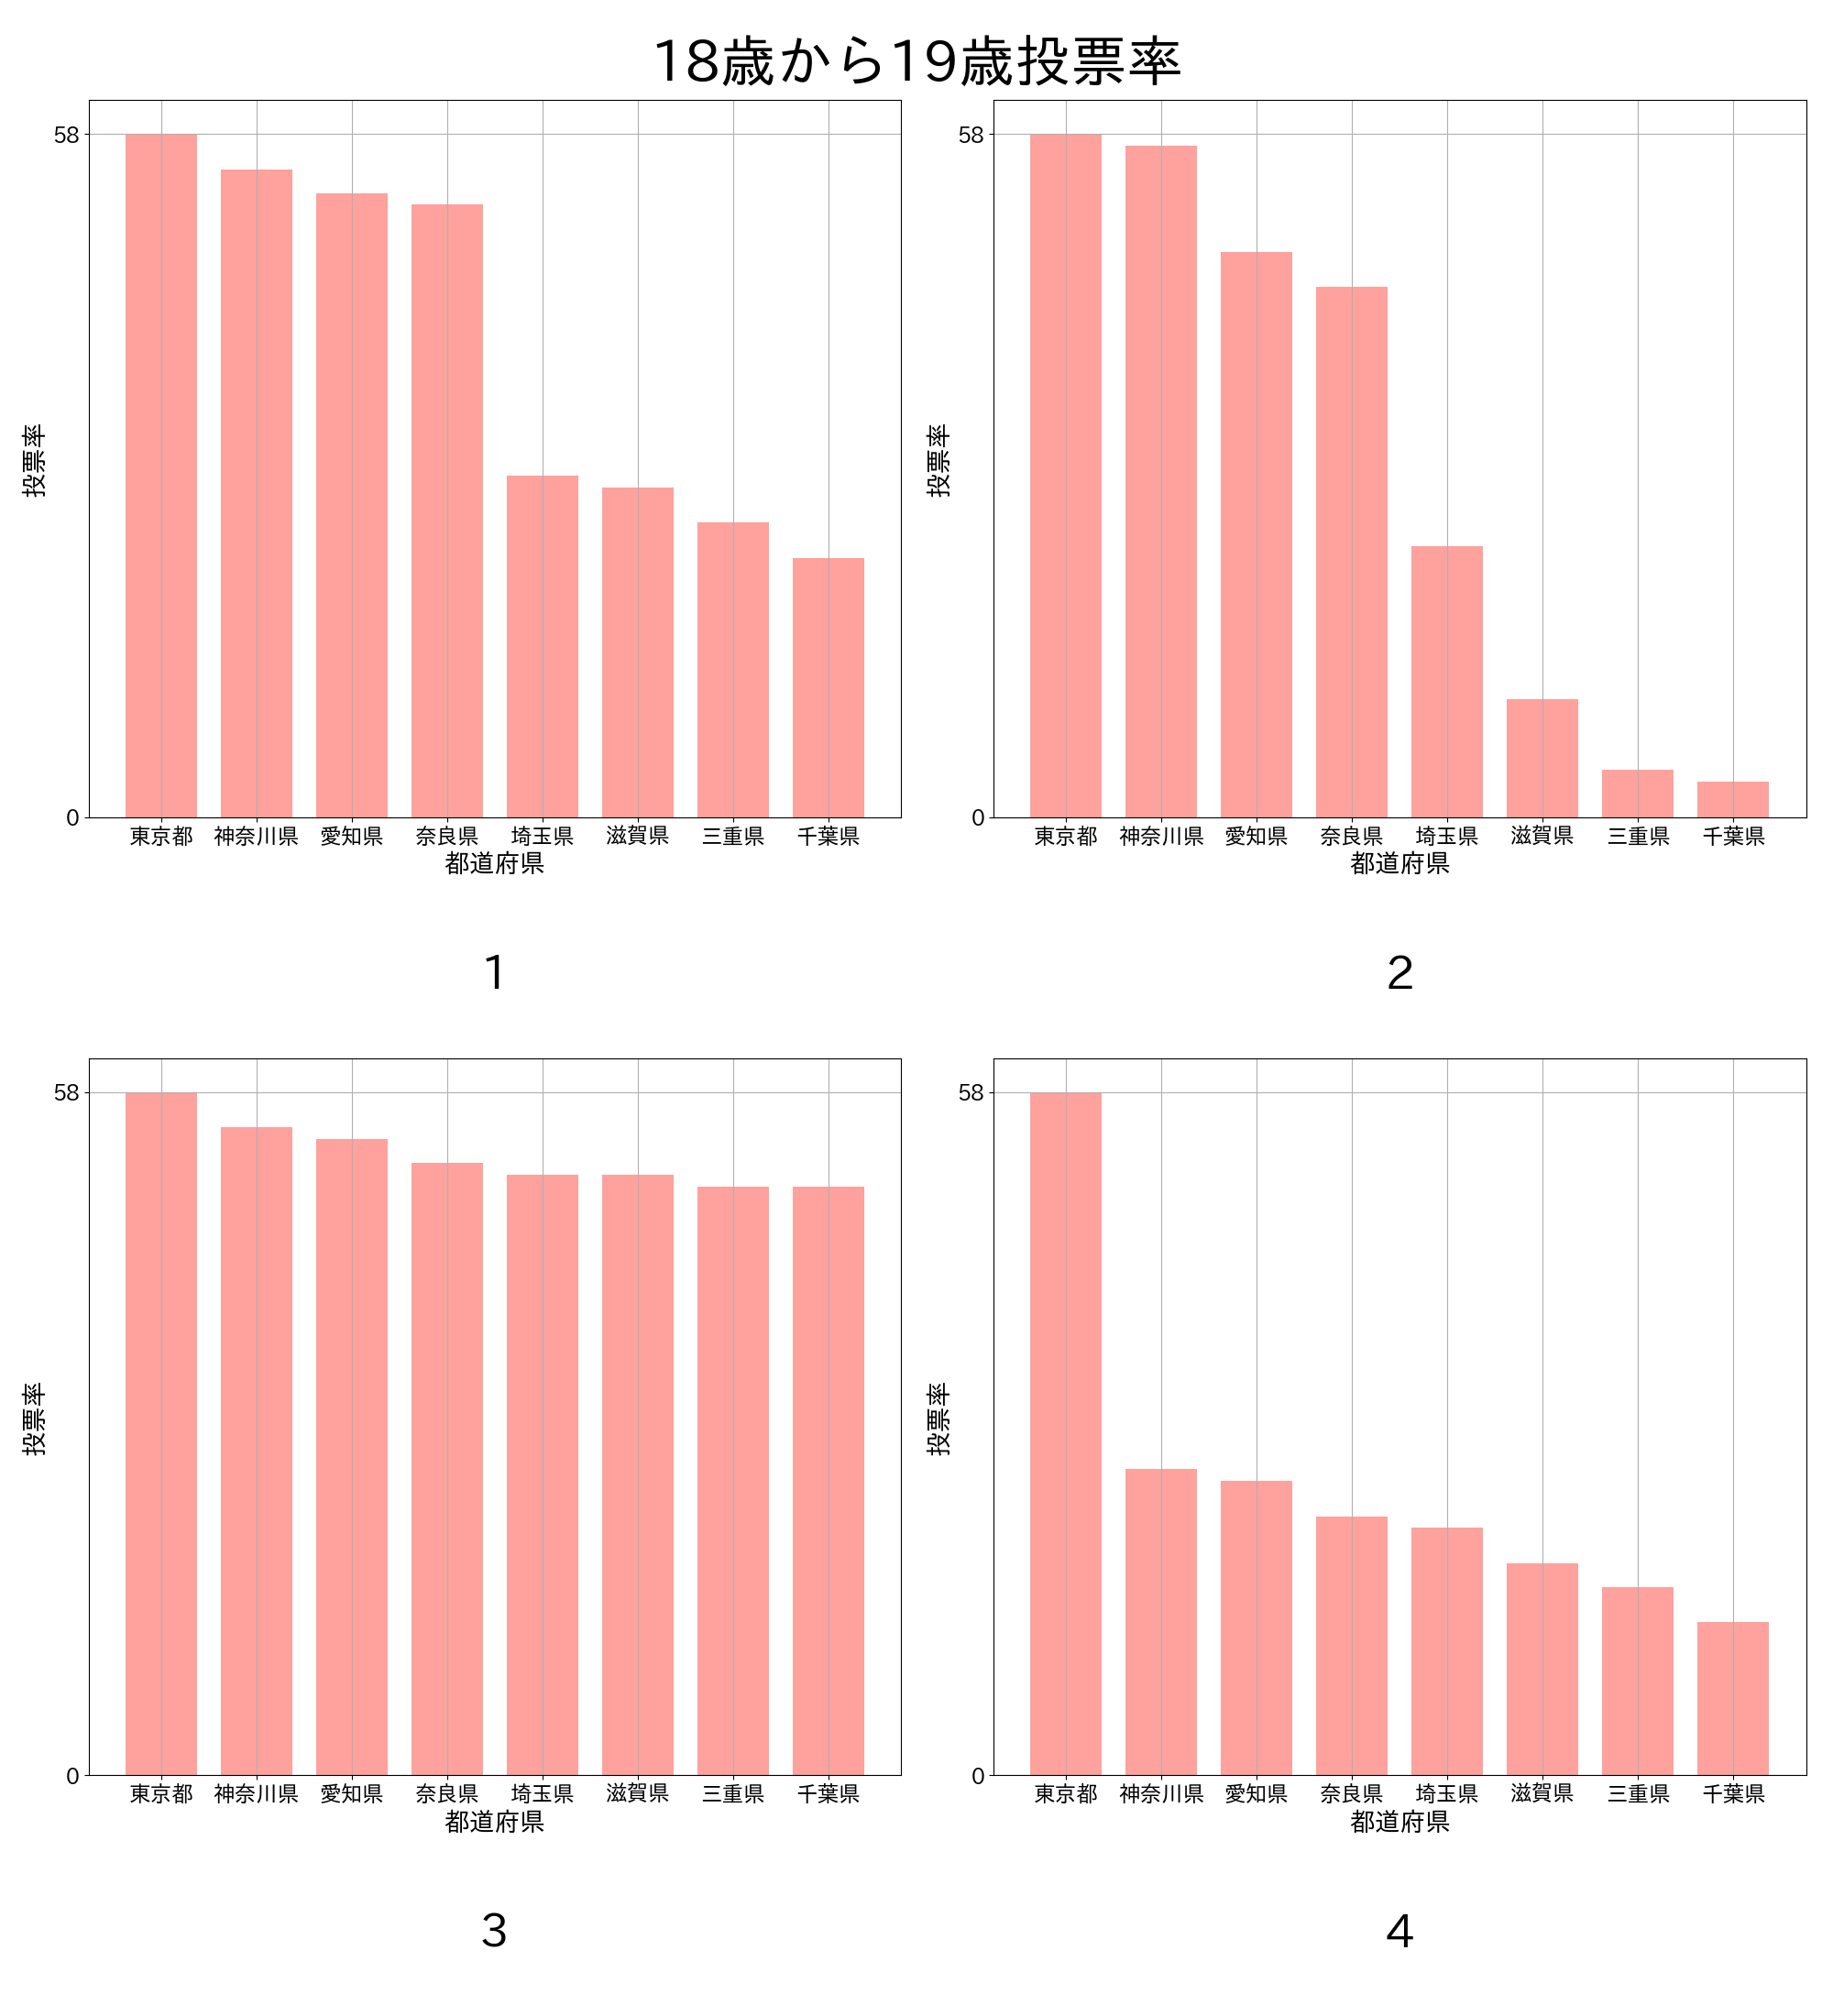 18歳から19歳投票率
58
0
投票率
東京都 神奈川県 愛知県 奈良県 埼玉県 滋賀県 三重県 千葉県
都道府県
1
58
0
投票率
東京都 神奈川県 愛知県 奈良県 埼玉県 滋賀県 三重県 千葉県
都道府県
2
58
0
投票率
東京都 神奈川県 愛知県 奈良県 埼玉県 滋賀県 三重県 千葉県
都道府県
3
58
0
投票率
東京都 神奈川県 愛知県 奈良県 埼玉県 滋賀県 三重県 千葉県
都道府県
4